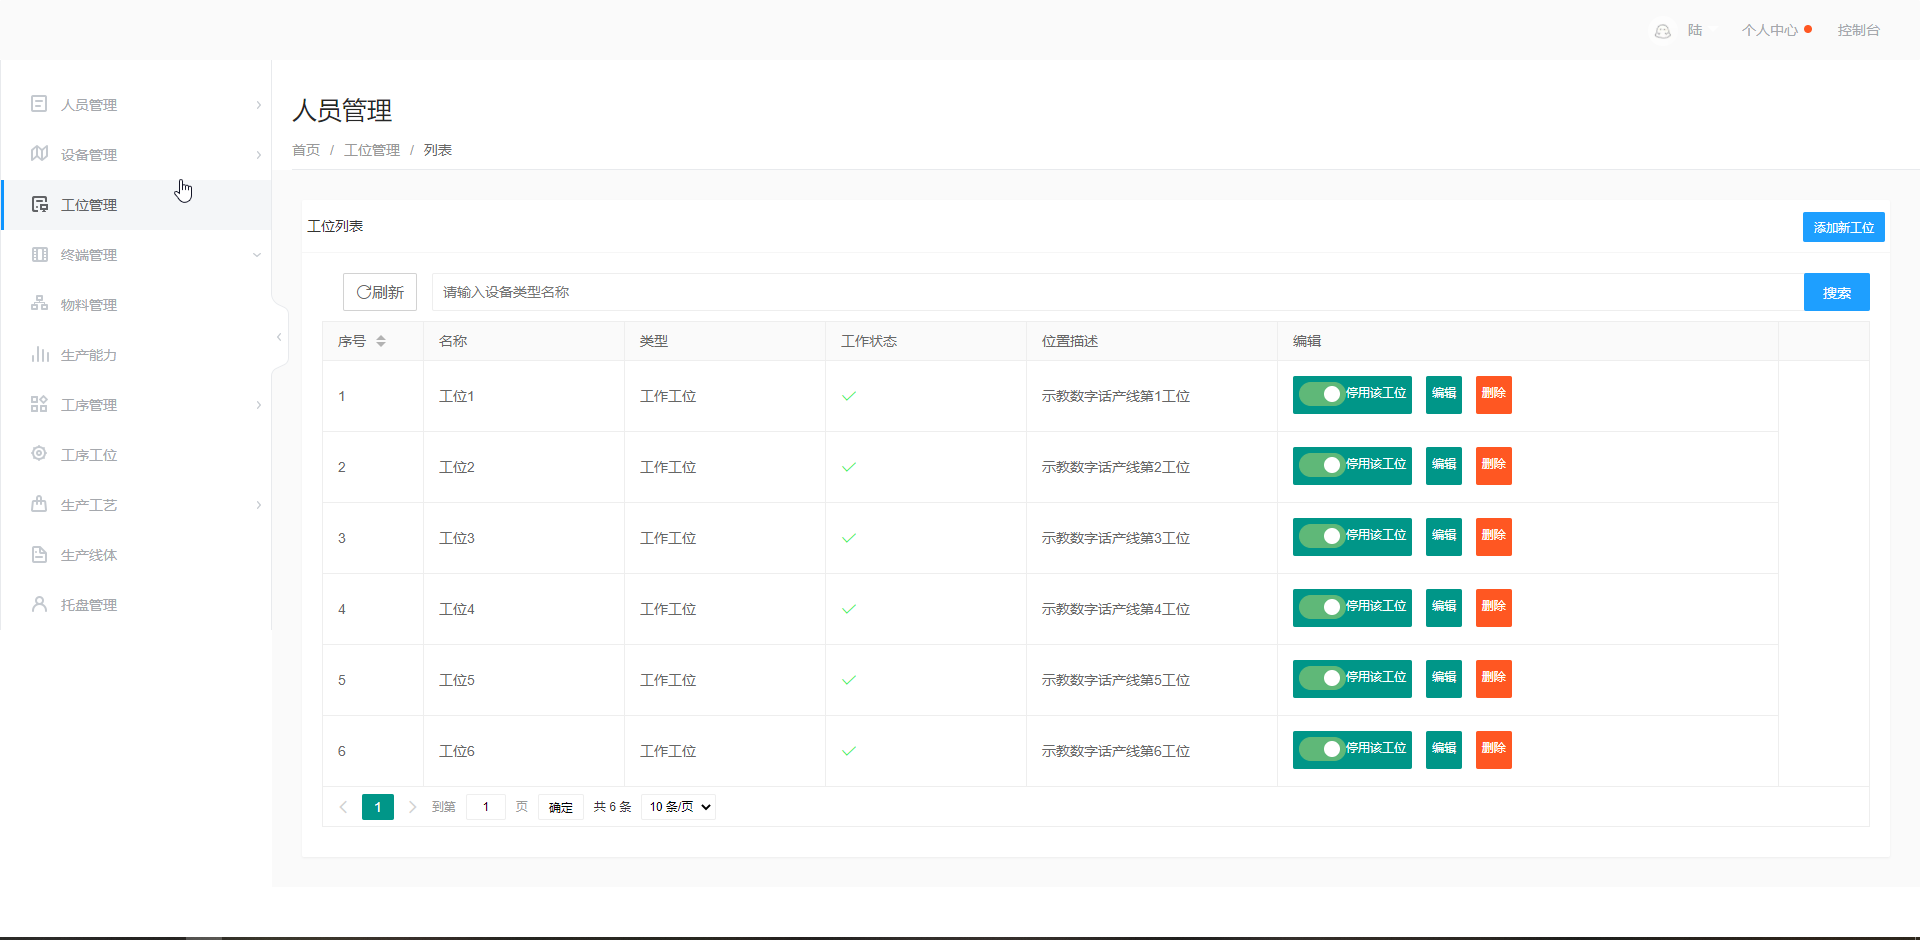 陆 个人中心 控制台
人员管理
设备管理
工位管理
终端管理
物料管理
生产能力
工序管理
工序工位
生产工艺
生产线体
托盘管理
人员管理
首页 / 工位管理 / 列表
工位列表 添加新工位
刷新 请输入设备类型名称 搜索
序号 名称 类型 工作状态 位置描述 编辑
1 工位1 工作工位 示教数字话产线第1工位 停用该工位 编辑 删除
2 工位2 工作工位 示教数字话产线第2工位 停用该工位 编辑 删除
3 工位3 工作工位 示教数字话产线第3工位 停用该工位 编辑 删除
4 工位4 工作工位 示教数字话产线第4工位 停用该工位 编辑 删除
5 工位5 工作工位 示教数字话产线第5工位 停用该工位 编辑 删除
6 工位6 工作工位 示教数字话产线第6工位 停用该工位 编辑 删除
1 到第 1 页 确定 共 6 条 10 条/页